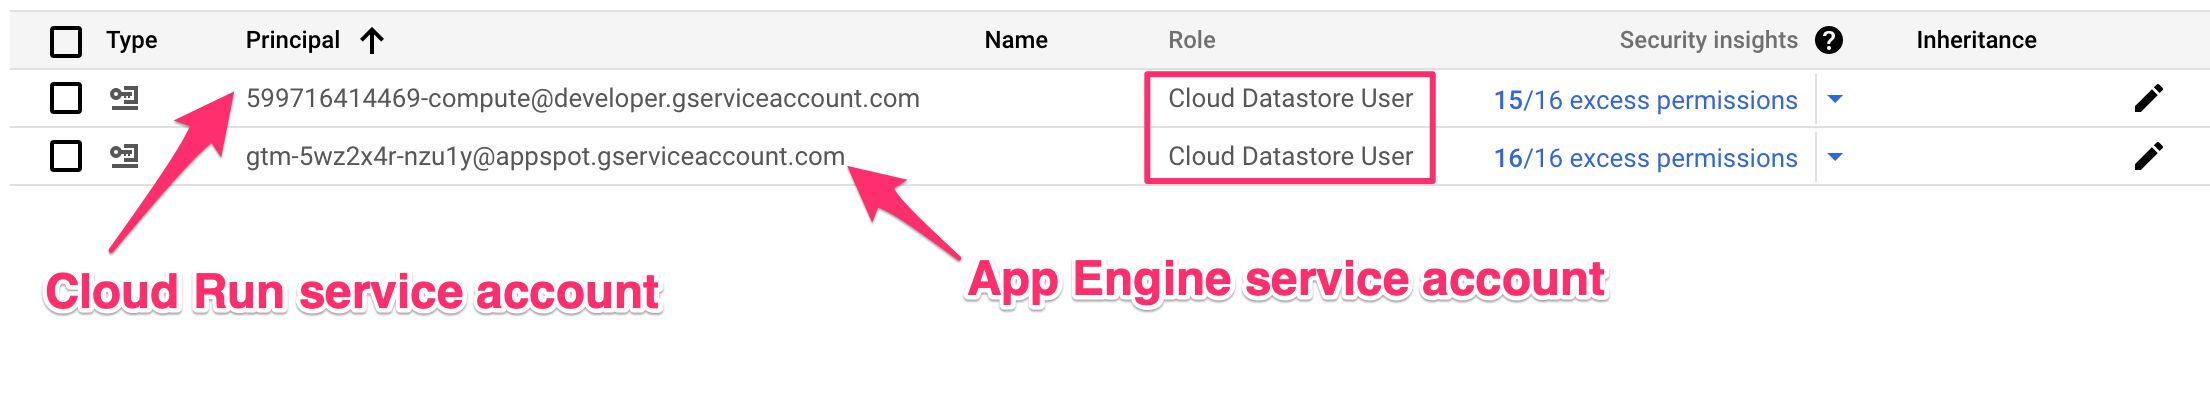 Type Principal Name Role Security insights ? Inheritance
599716414469-compute@developer.gserviceaccount.com Cloud Datastore User 15/16 excess permissions
gtm-5wz2x4r-nzu1y@appspot.gserviceaccount.com Cloud Datastore User 16/16 excess permissions
Cloud Run service account
App Engine service account